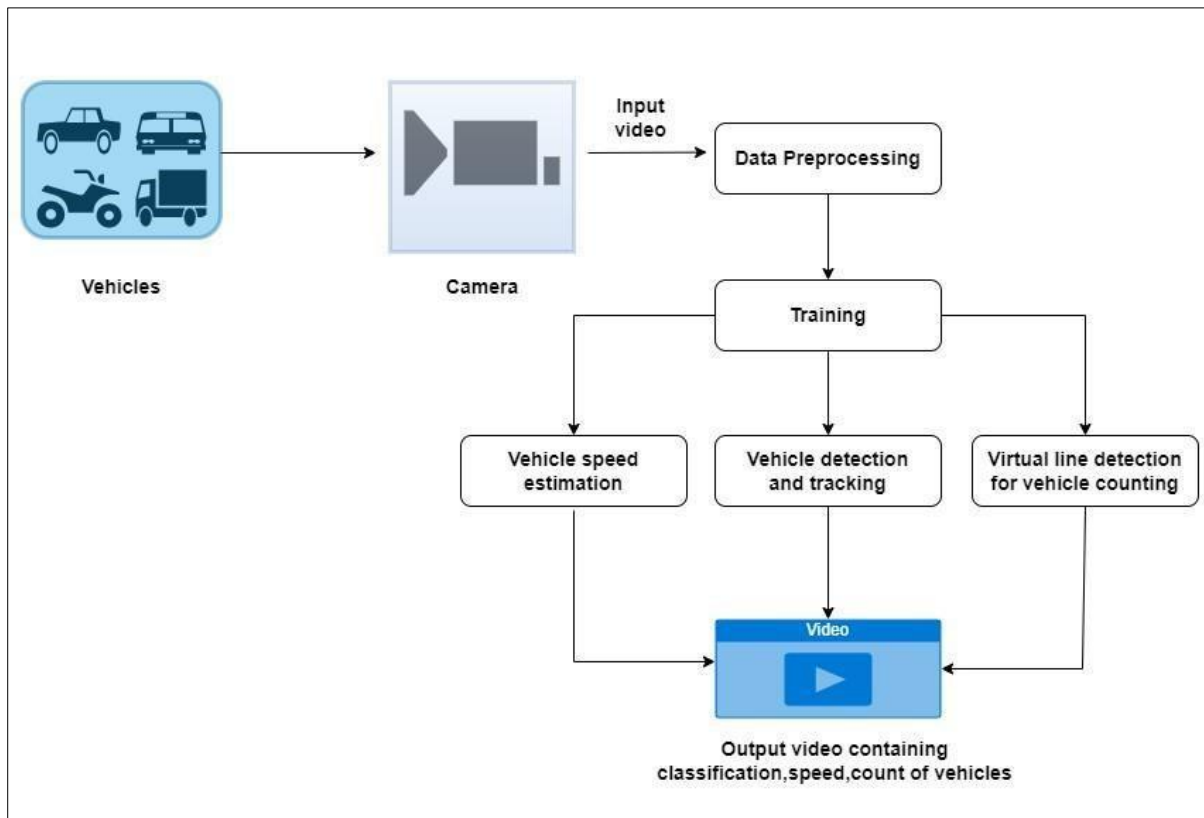 Input
video
Data Preprocessing
Vehicles
Camera
Training
Vehicle speed
estimation
Vehicle detection
and tracking
Virtual line detection
for vehicle counting
Video
Output video containing
classification,speed,count of vehicles